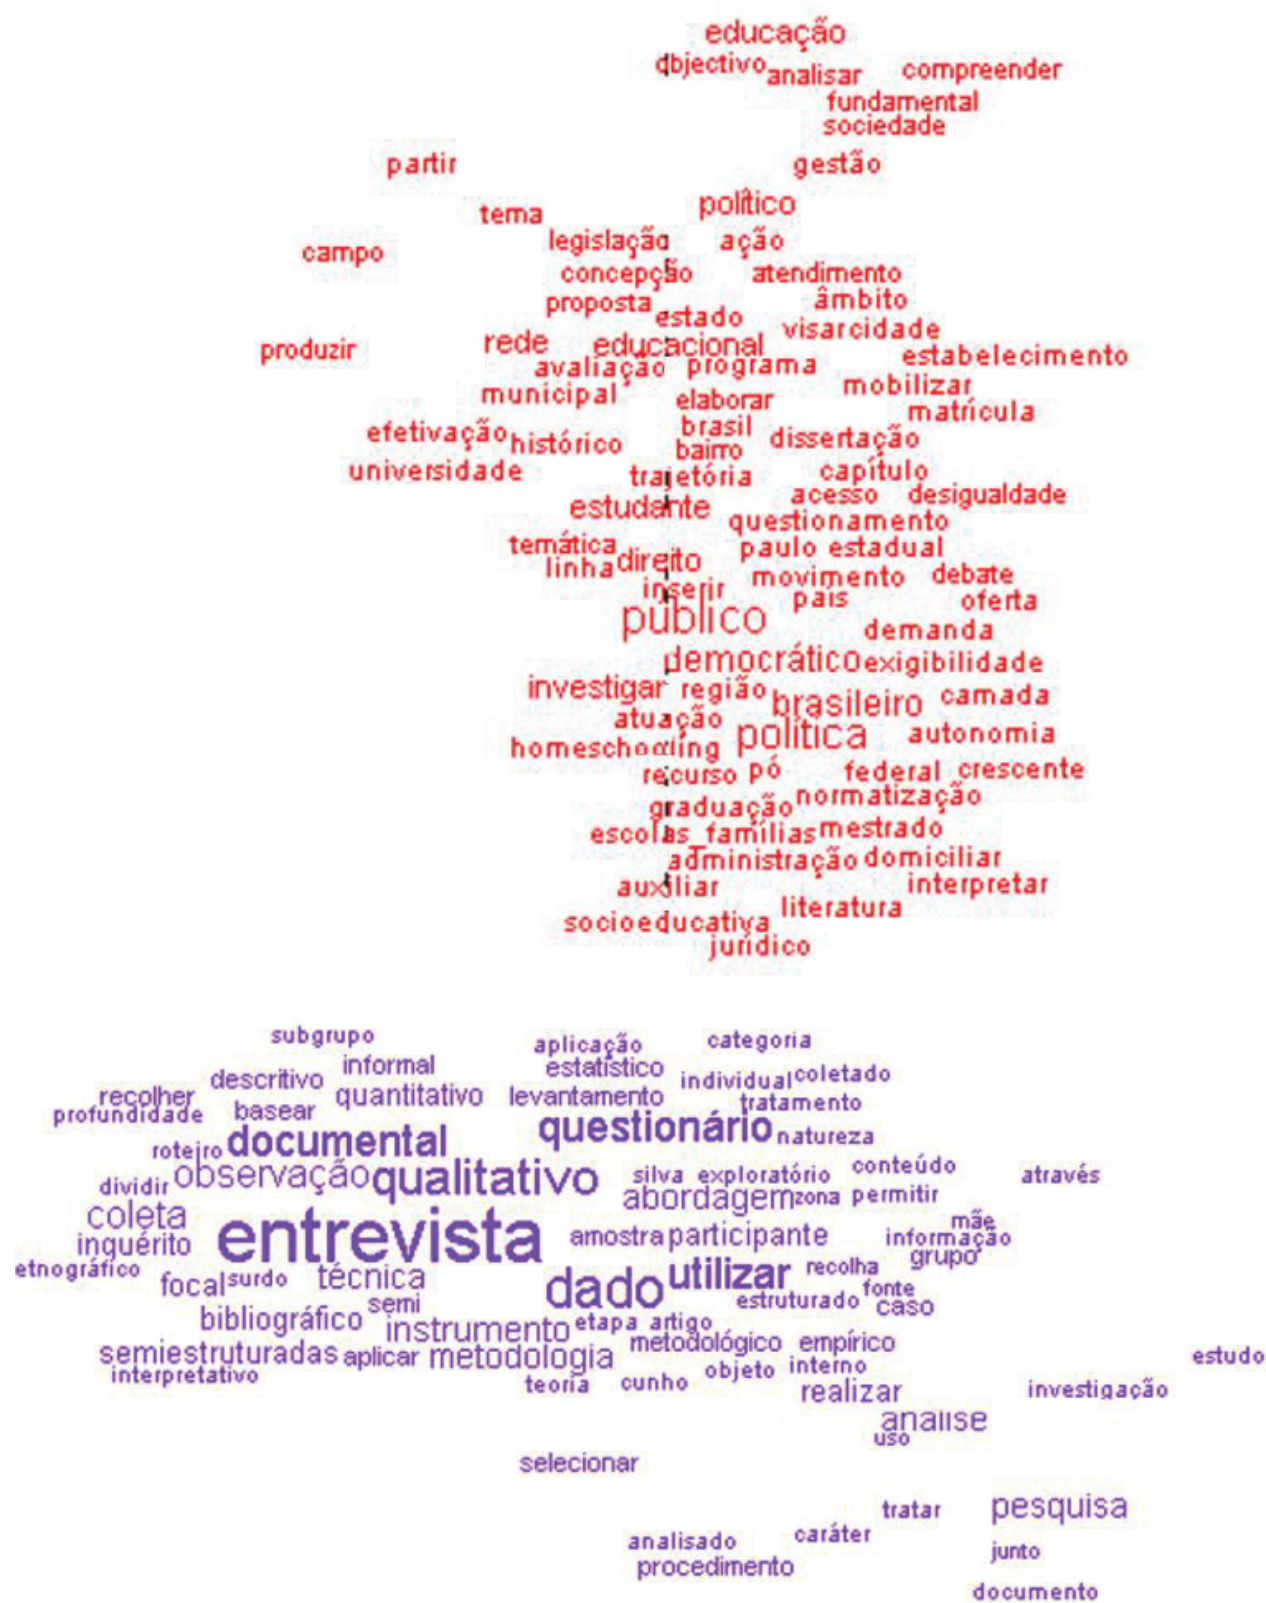 educação
objectivo analisar compreender
fundamental
sociedade
partir gestão
tema político
campo legislação ação
concepção atendimento
proposta âmbito
estado visarcidade
produzir rede educacional estabelecimento
avaliação programa
municipal mobilizar
elaborar matrícula
efetivação histórico brasil dissertação
bairro
universidade trajetória capítulo
estudante acesso desigualdade
questionamento
temática direito paulo estadual
linha movimento debate
inserir país oferta
público demanda
democrático exigibilidade
investigar região brasileiro camada
atuação política autonomia
homeschooling
recurso pó federal crescente
graduação normatização
escolas_famílias mestrado
administração domiciliar
auxiliar interpretar
literatura
socioeducativa
jurídico
subgrupo aplicação categoria
informal estatístico
descritivo individual coletado
recolher quantitativo levantamento tratamento
profundidade basear
roteiro documental questionário natureza
dividir observação qualitativo silva exploratório conteúdo através
abordagem zona permitir
coleta mãe
inquérito entrevista amostra participante informação
grupo
etnográfico focal surdo técnica dado utilizar recolha
fonte
bibliográfico semi estruturado caso
instrumento etapa artigo
metodológico empírico
semiestruturadas aplicar metodologia estudo
interpretativo teoria cunho objeto interno
realizar investigação
análise
uso
selecionar
tratar pesquisa
analisado caráter
procedimento junto
documento